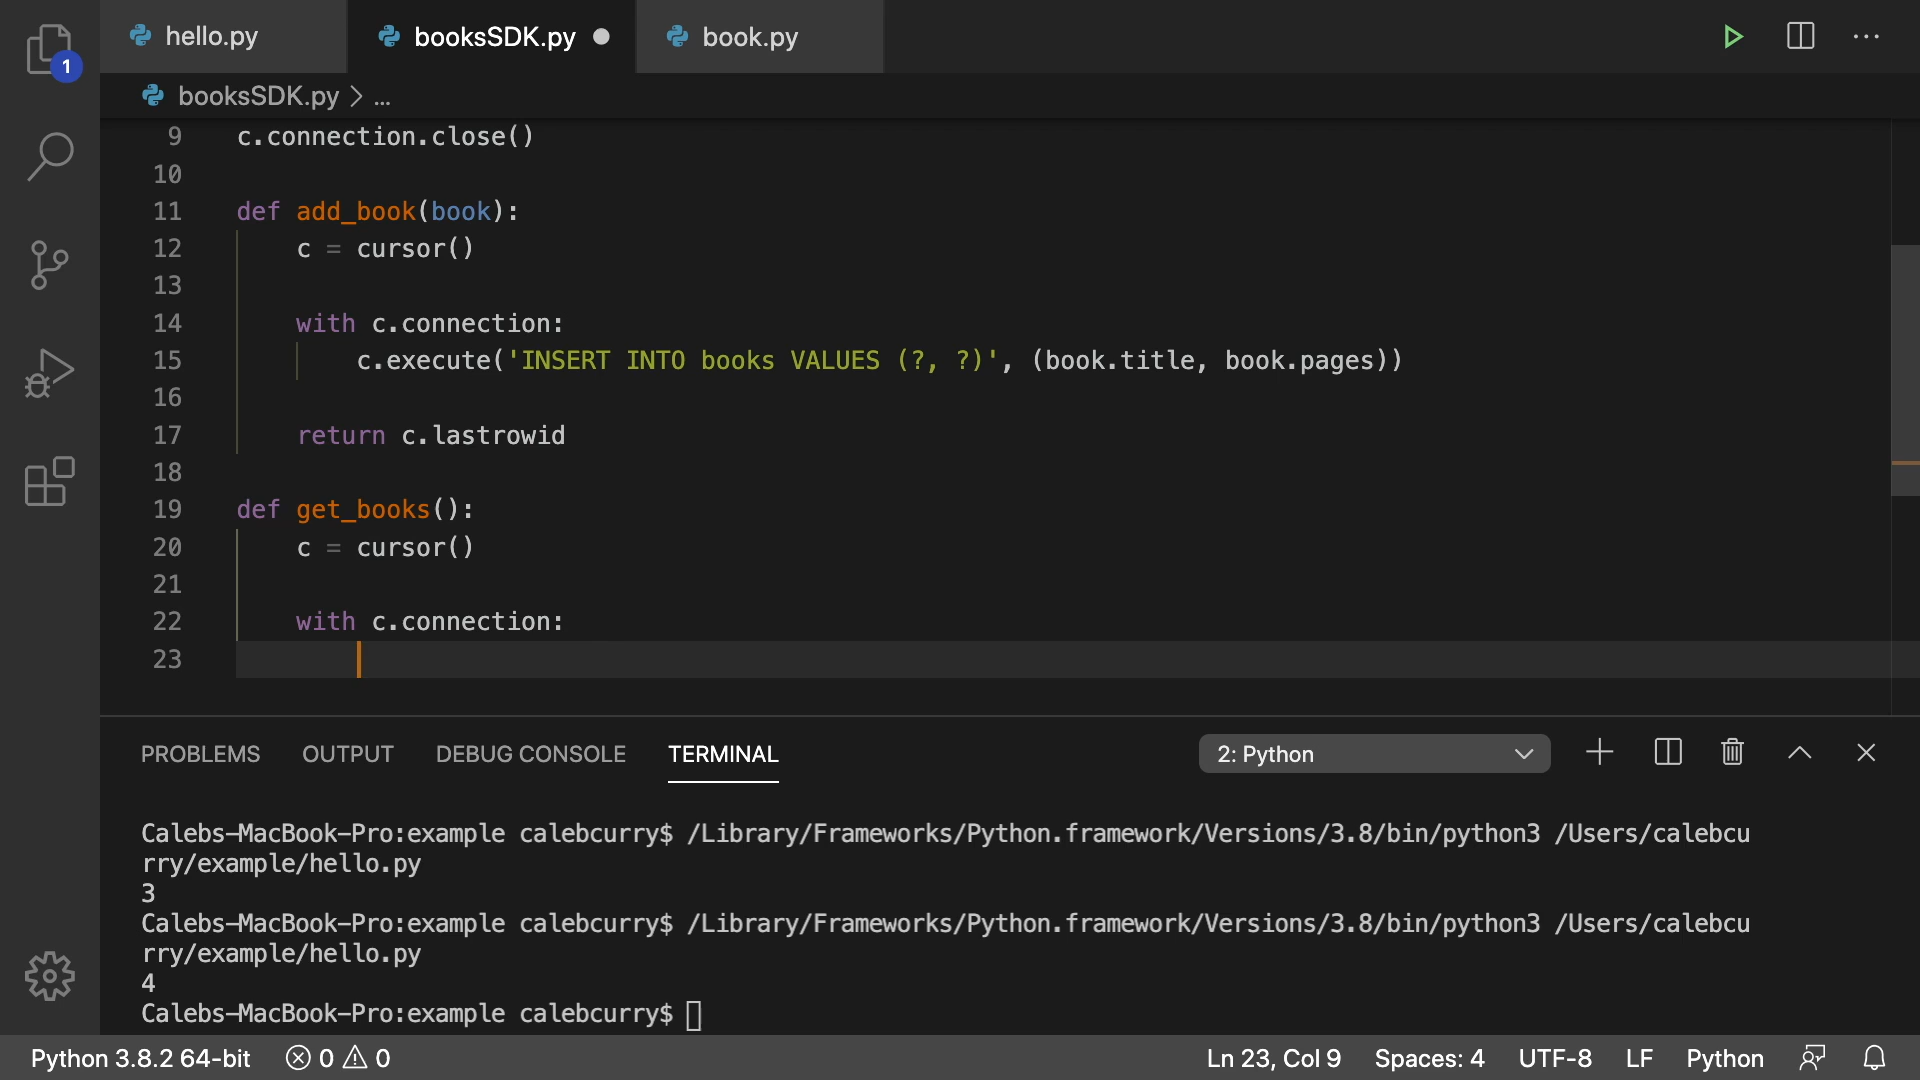 1
hello.py
booksSDK.py
book.py
booksSDK.py > ...
9 c.connection.close()
10
11 def add_book(book):
12     c = cursor()
13
14     with c.connection:
15         c.execute('INSERT INTO books VALUES (?, ?)', (book.title, book.pages))
16
17     return c.lastrowid
18
19 def get_books():
20     c = cursor()
21
22     with c.connection:
23
PROBLEMS OUTPUT DEBUG CONSOLE TERMINAL 2: Python
Calebs-MacBook-Pro:example calebcurry$ /Library/Frameworks/Python.framework/Versions/3.8/bin/python3 /Users/calebcu
rry/example/hello.py
3
Calebs-MacBook-Pro:example calebcurry$ /Library/Frameworks/Python.framework/Versions/3.8/bin/python3 /Users/calebcu
rry/example/hello.py
4
Calebs-MacBook-Pro:example calebcurry$
Python 3.8.2 64-bit 0 0 Ln 23, Col 9 Spaces: 4 UTF-8 LF Python